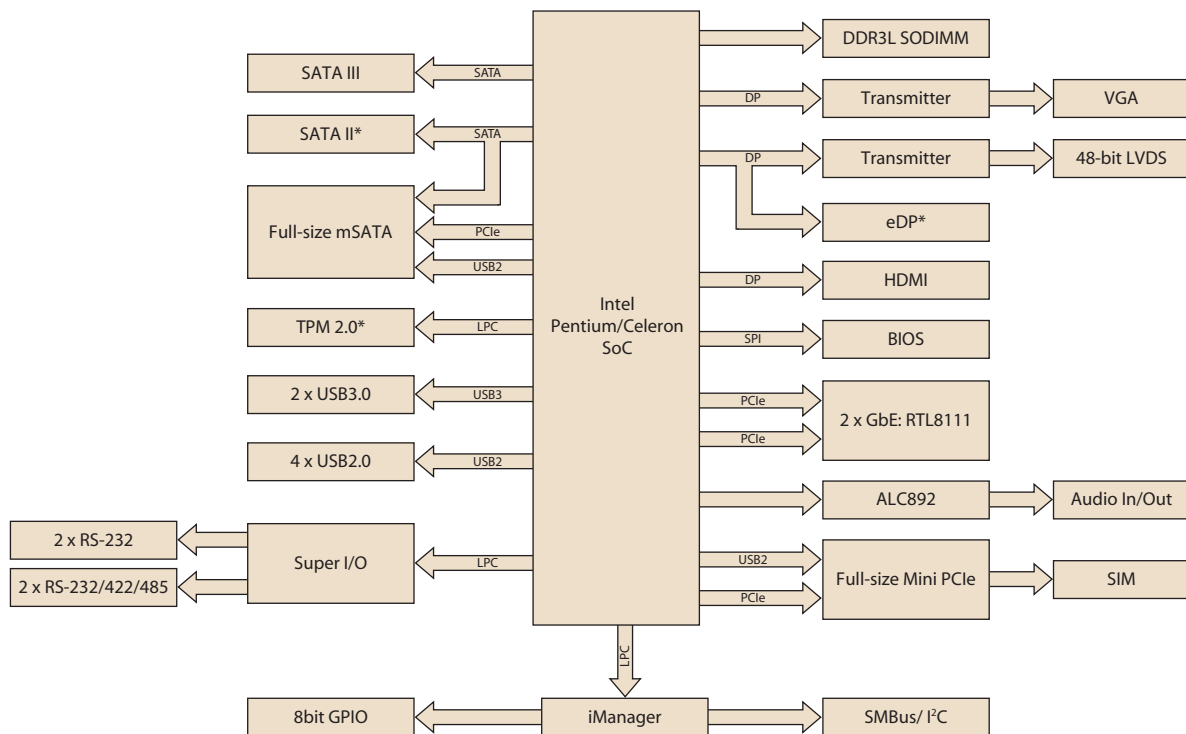 DDR3L SODIMM
SATA III
SATA
DP
Transmitter
VGA
SATA II*
SATA
DP
Transmitter
48-bit LVDS
Full-size mSATA
PCIe
USB2
eDP*
DP
HDMI
Intel
Pentium/Celeron
SoC
TPM 2.0*
LPC
SPI
BIOS
2 x USB3.0
USB3
PCIe
PCIe
2 x GbE: RTL8111
4 x USB2.0
USB2
ALC892
Audio In/Out
2 x RS-232
2 x RS-232/422/485
Super I/O
LPC
USB2
PCIe
Full-size Mini PCIe
SIM
LPC
8bit GPIO
iManager
SMBus/ I²C